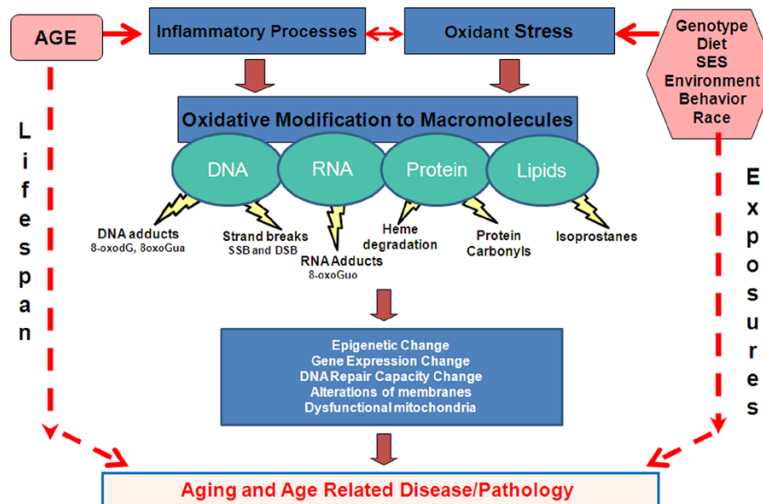 AGE
Inflammatory Processes
Oxidant Stress
Genotype
Diet
SES
Environment
Behavior
Race
Oxidative Modification to Macromolecules
DNA
RNA
Protein
Lipids
DNA adducts
8-oxodG, 8oxoGua
Strand breaks
SSB and DSB
RNA Adducts
8-oxoGuo
Heme
degradation
Protein
Carbonyls
Isoprostanes
Lifespan
Exposures
Epigenetic Change
Gene Expression Change
DNA Repair Capacity Change
Alterations of membranes
Dysfunctional mitochondria
Aging and Age Related Disease/Pathology